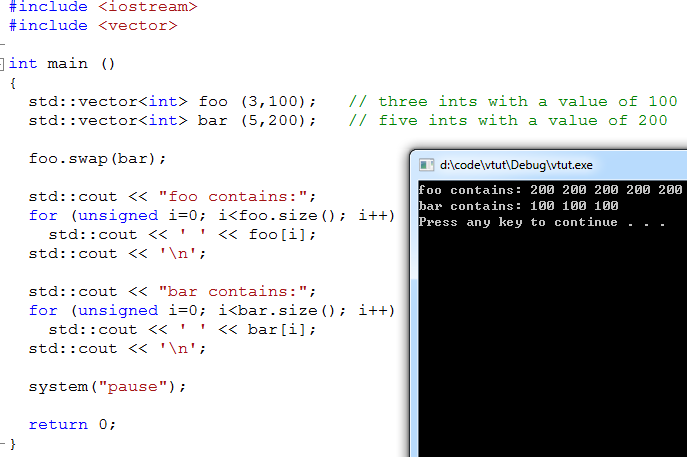 #include <iostream>
#include <vector>
int main ()
{
std::vector<int> foo (3,100);   // three ints with a value of 100
std::vector<int> bar (5,200);   // five ints with a value of 200
foo.swap(bar);
std::cout << "foo contains:";
for (unsigned i=0; i<foo.size(); i++)
std::cout << ' ' << foo[i];
std::cout << '\n';
std::cout << "bar contains:";
for (unsigned i=0; i<bar.size(); i++)
std::cout << ' ' << bar[i];
std::cout << '\n';
system("pause");
return 0;
}
d:\code\vtut\Debug\vtut.exe
foo contains: 200 200 200 200 200
bar contains: 100 100 100
Press any key to continue . . .